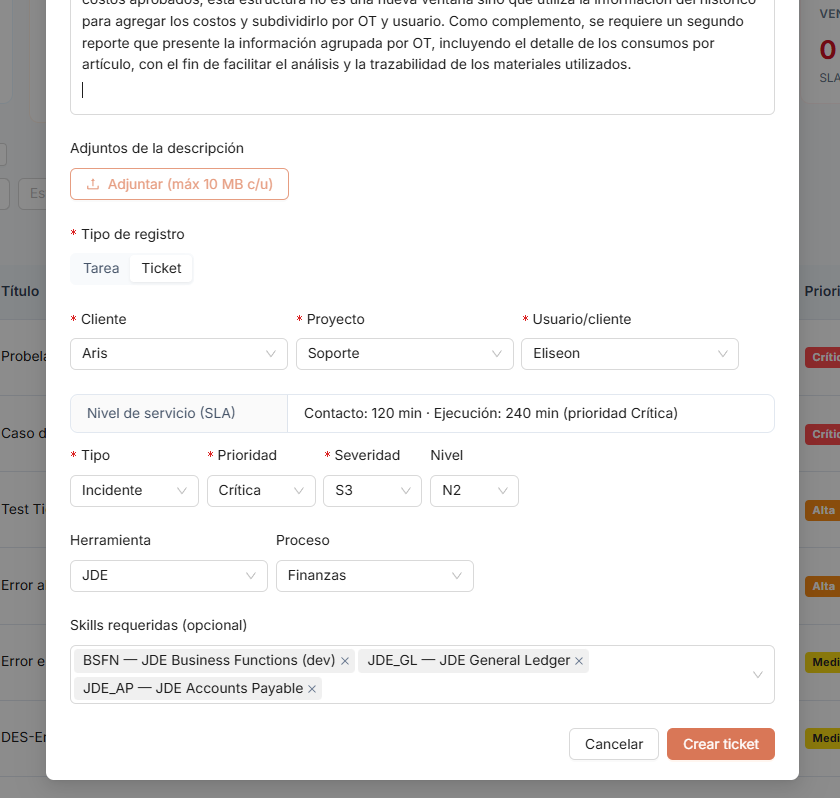 costos aprobados, esta estructura no es una nueva ventana sino que utiliza la información del histórico
para agregar los costos y subdividirlo por OT y usuario. Como complemento, se requiere un segundo
reporte que presente la información agrupada por OT, incluyendo el detalle de los consumos por
artículo, con el fin de facilitar el análisis y la trazabilidad de los materiales utilizados.
VEN
0
SLA
Adjuntos de la descripción
Adjuntar (máx 10 MB c/u)
Es
* Tipo de registro
Tarea Ticket
Título
Priori
* Cliente * Proyecto * Usuario/cliente
Aris Soporte Eliseon
Probela
Crític
Nivel de servicio (SLA) Contacto: 120 min · Ejecución: 240 min (prioridad Crítica)
Caso d
Crític
* Tipo * Prioridad * Severidad Nivel
Incidente Crítica S3 N2
Test Ti
Alta
Herramienta Proceso
JDE Finanzas
Error a
Alta
Skills requeridas (opcional)
BSFN — JDE Business Functions (dev) × JDE_GL — JDE General Ledger ×
JDE_AP — JDE Accounts Payable ×
Error e
Medi
DES-Er
Medi
Cancelar Crear ticket